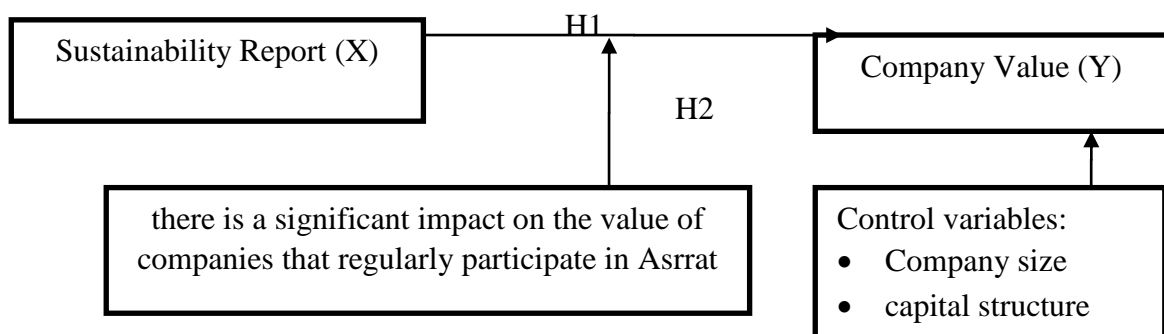 H1
Sustainability Report (X)
Company Value (Y)
H2
there is a significant impact on the value of
companies that regularly participate in Asrrat
Control variables:
• Company size
• capital structure